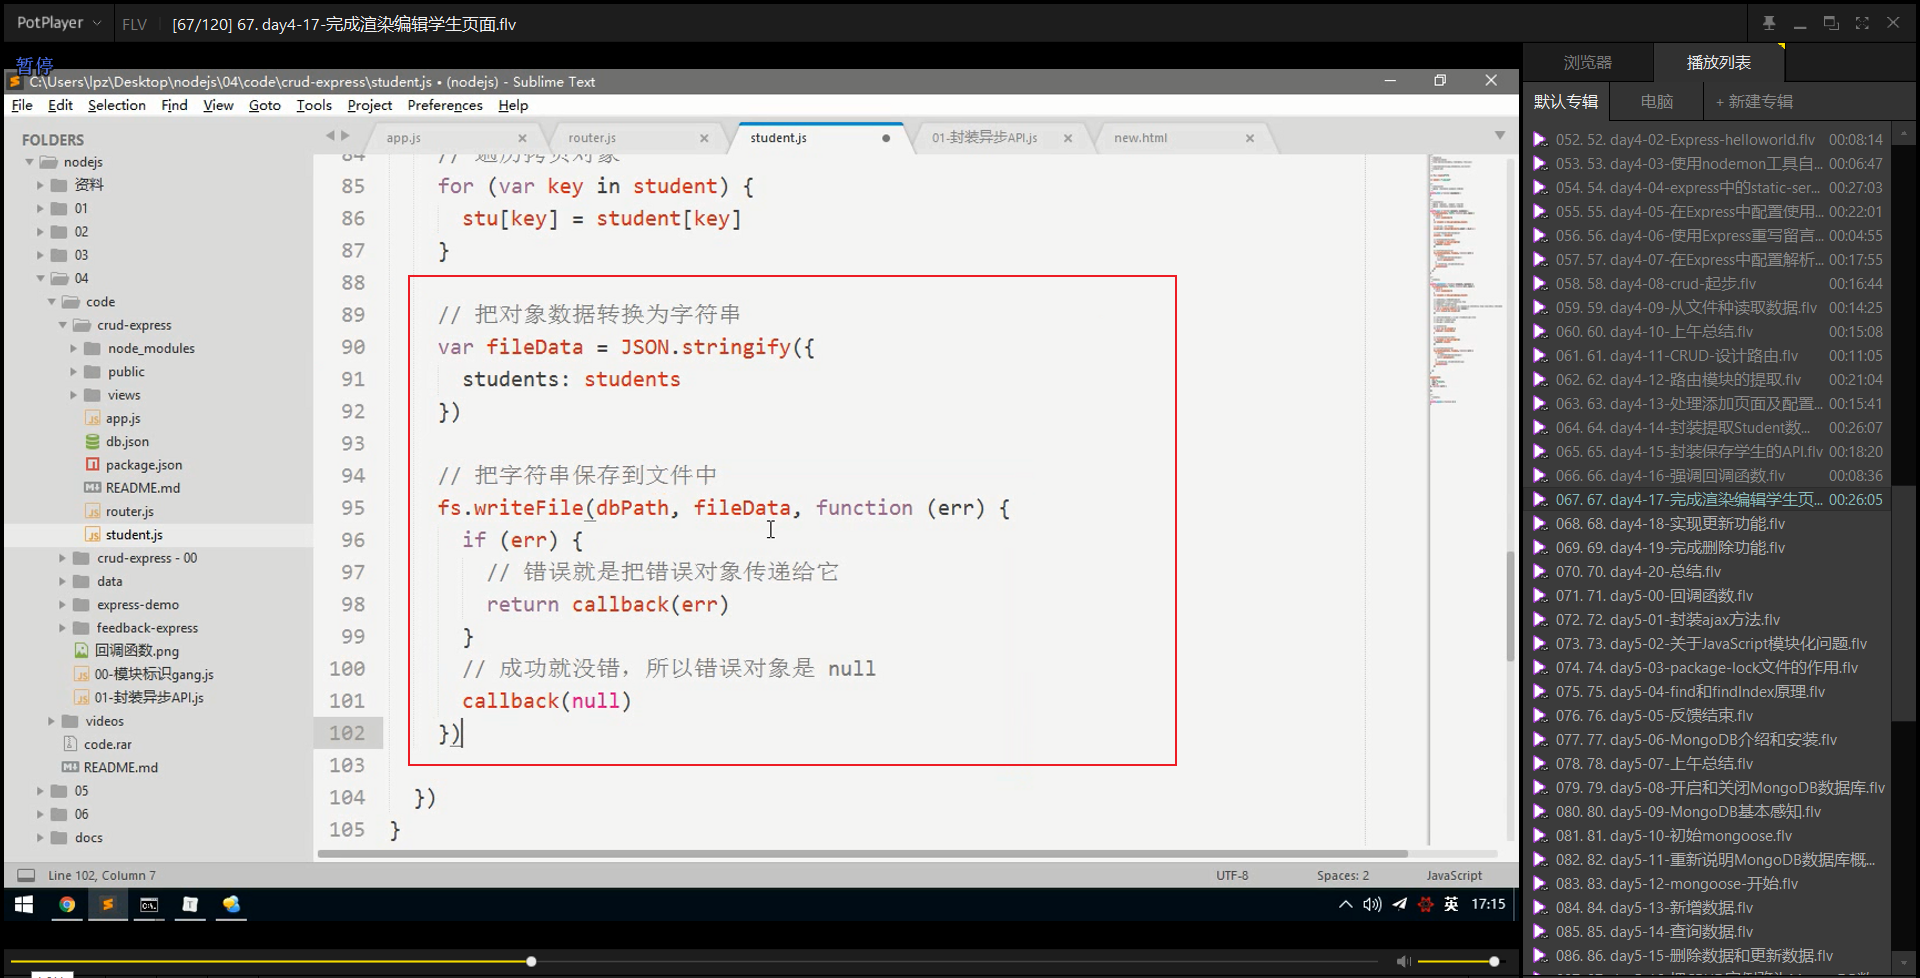 PotPlayer
FLV
[67/120] 67. day4-17-完成渲染编辑学生页面.flv
暂停
C:\Users\lpz\Desktop\nodejs\04\code\crud-express\student.js • (nodejs) - Sublime Text
File Edit Selection Find View Goto Tools Project Preferences Help
FOLDERS
nodejs
资料
01
02
03
04
code
crud-express
node_modules
public
views
app.js
db.json
package.json
README.md
router.js
student.js
crud-express - 00
data
express-demo
feedback-express
回调函数.png
00-模块标识gang.js
01-封装异步API.js
videos
code.rar
README.md
05
06
docs
app.js
router.js
student.js
01-封装异步API.js
new.html
84 // 遍历拷贝对象
85 for (var key in student) {
86 stu[key] = student[key]
87 }
88
89 // 把对象数据转换为字符串
90 var fileData = JSON.stringify({
91 students: students
92 })
93
94 // 把字符串保存到文件中
95 fs.writeFile(dbPath, fileData, function (err) {
96 if (err) {
97 // 错误就是把错误对象传递给它
98 return callback(err)
99 }
100 // 成功就没错，所以错误对象是 null
101 callback(null)
102 })
103
104 })
105 }
Line 102, Column 7
UTF-8
Spaces: 2
JavaScript
英
17:15
浏览器
播放列表
默认专辑
电脑
+ 新建专辑
052. 52. day4-02-Express-helloworld.flv 00:08:14
053. 53. day4-03-使用nodemon工具自... 00:06:47
054. 54. day4-04-express中的static-ser... 00:27:03
055. 55. day4-05-在Express中配置使用... 00:22:01
056. 56. day4-06-使用Express重写留言... 00:04:55
057. 57. day4-07-在Express中配置解析... 00:17:55
058. 58. day4-08-crud-起步.flv 00:16:44
059. 59. day4-09-从文件种读取数据.flv 00:14:25
060. 60. day4-10-上午总结.flv 00:15:08
061. 61. day4-11-CRUD-设计路由.flv 00:11:05
062. 62. day4-12-路由模块的提取.flv 00:21:04
063. 63. day4-13-处理添加页面及配置... 00:15:41
064. 64. day4-14-封装提取Student数... 00:26:07
065. 65. day4-15-封装保存学生的API.flv 00:18:20
066. 66. day4-16-强调回调函数.flv 00:08:36
067. 67. day4-17-完成渲染编辑学生页... 00:26:05
068. 68. day4-18-实现更新功能.flv
069. 69. day4-19-完成删除功能.flv
070. 70. day4-20-总结.flv
071. 71. day5-00-回调函数.flv
072. 72. day5-01-封装ajax方法.flv
073. 73. day5-02-关于JavaScript模块化问题.flv
074. 74. day5-03-package-lock文件的作用.flv
075. 75. day5-04-find和findIndex原理.flv
076. 76. day5-05-反馈结束.flv
077. 77. day5-06-MongoDB介绍和安装.flv
078. 78. day5-07-上午总结.flv
079. 79. day5-08-开启和关闭MongoDB数据库.flv
080. 80. day5-09-MongoDB基本感知.flv
081. 81. day5-10-初始mongoose.flv
082. 82. day5-11-重新说明MongoDB数据库概...
083. 83. day5-12-mongoose-开始.flv
084. 84. day5-13-新增数据.flv
085. 85. day5-14-查询数据.flv
086. 86. day5-15-删除数据和更新数据.flv